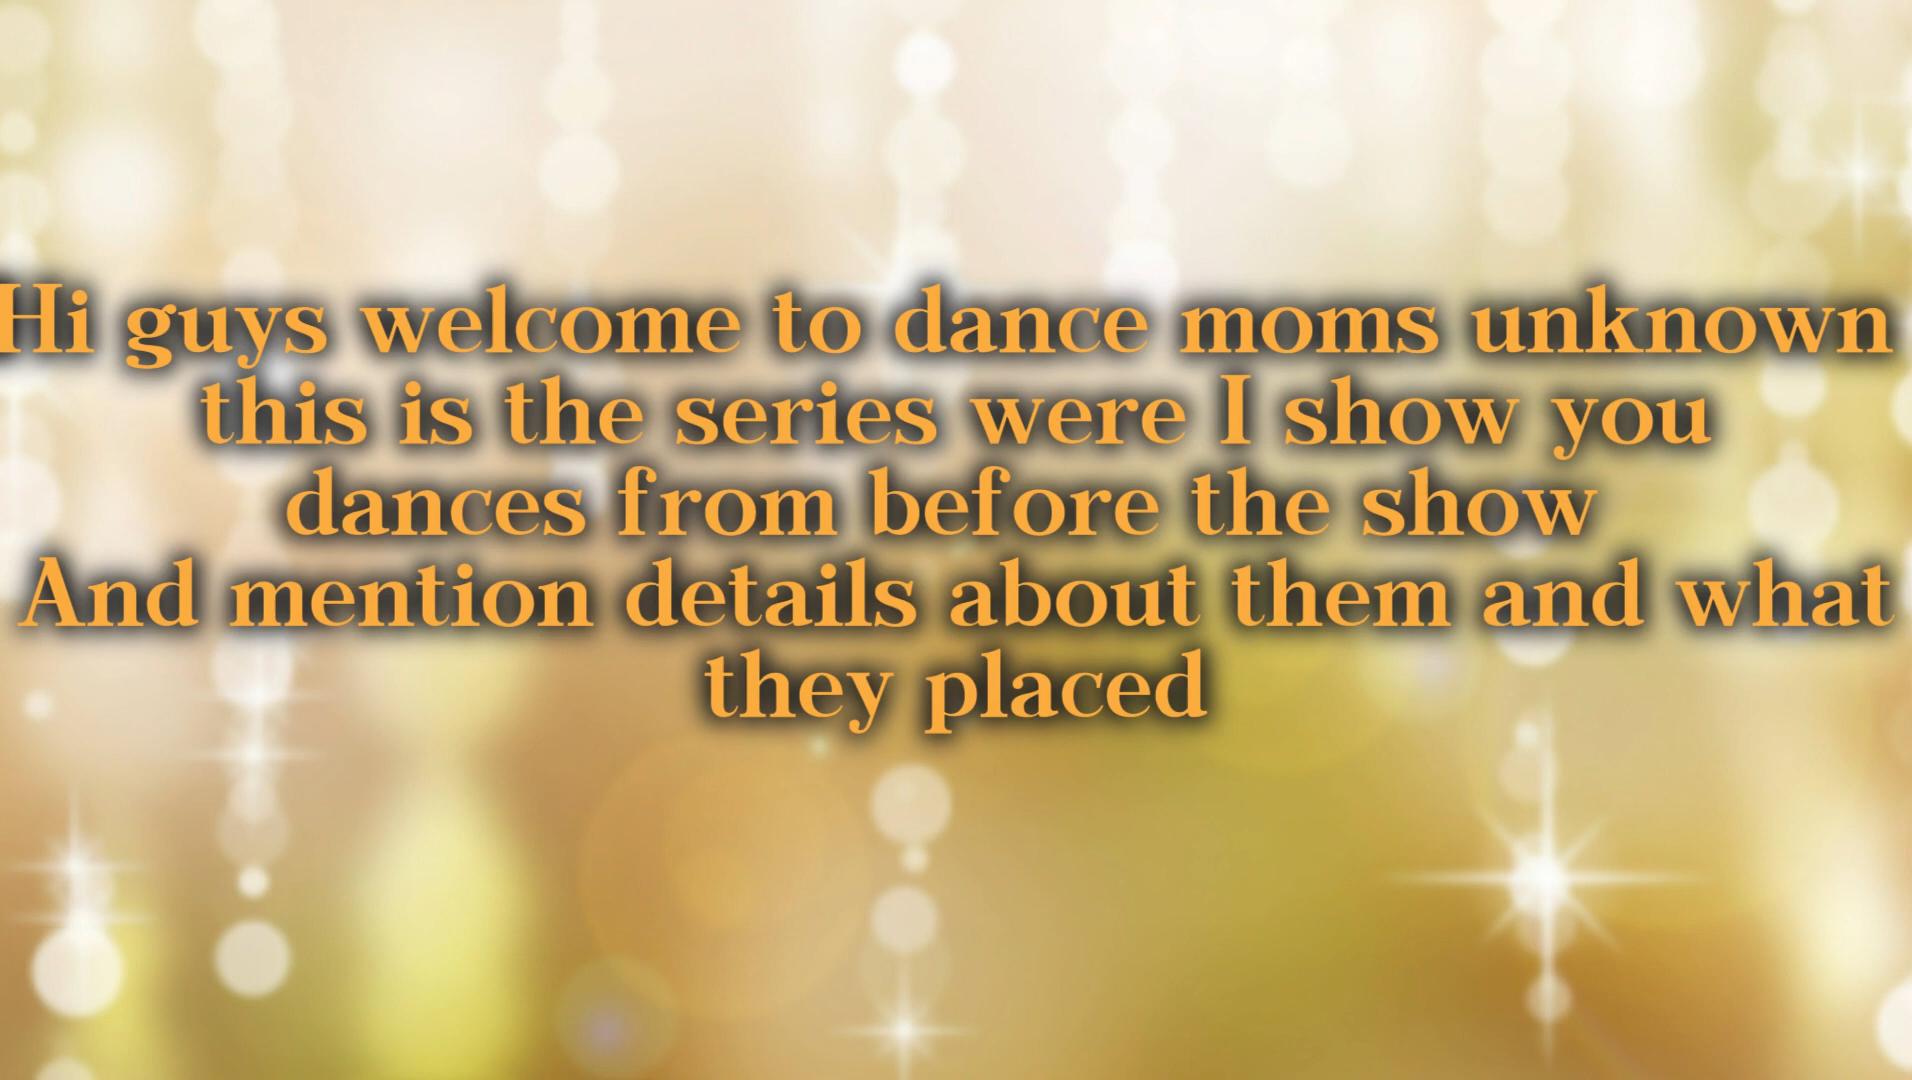 Hi guys welcome to dance moms unknown
this is the series were I show you
dances from before the show
And mention details about them and what
they placed